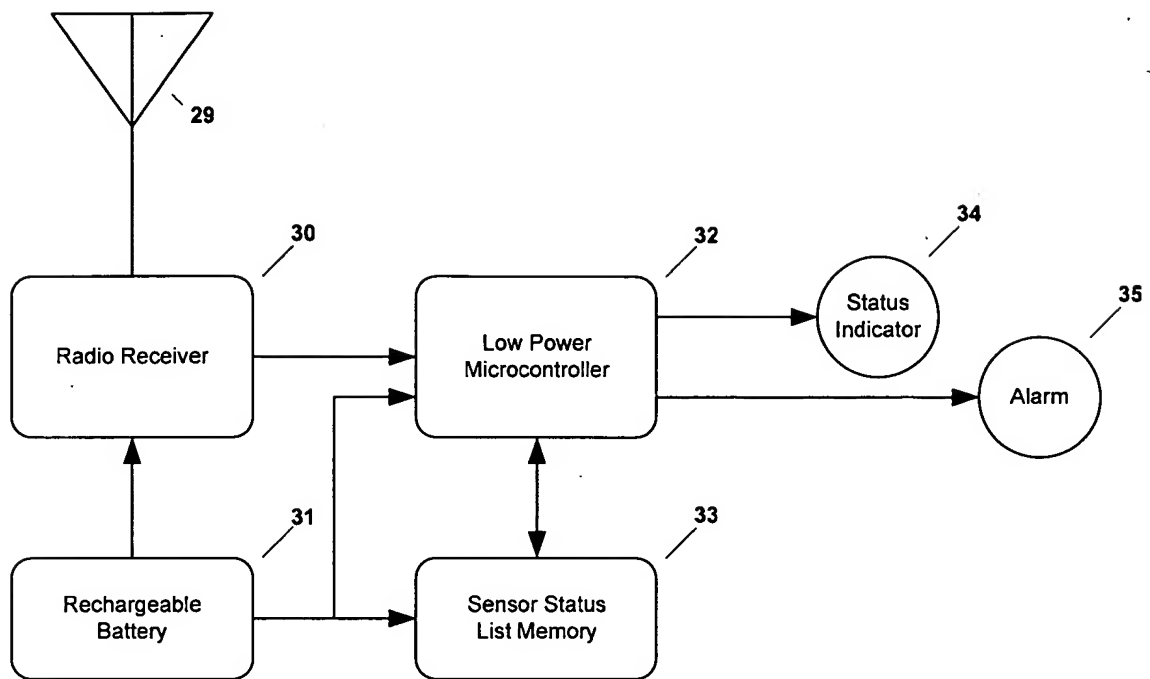 29
30
32
34
35
Radio Receiver
Low Power
Microcontroller
Status
Indicator
Alarm
31
33
Rechargeable
Battery
Sensor Status
List Memory